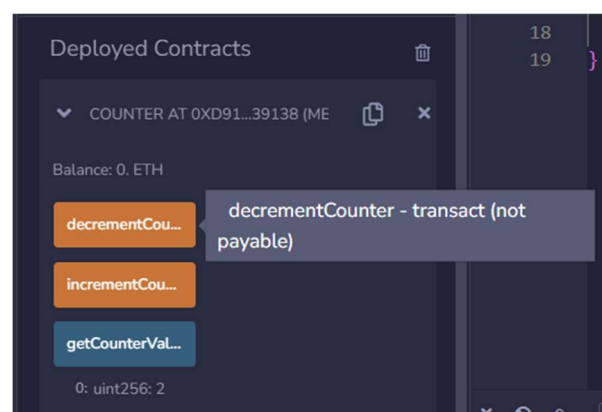 18
19 }
Deployed Contracts
COUNTER AT 0XD91...39138 (ME
Balance: 0. ETH
decrementCou...
decrementCounter - transact (not
payable)
incrementCou...
getCounterVal...
0: uint256: 2